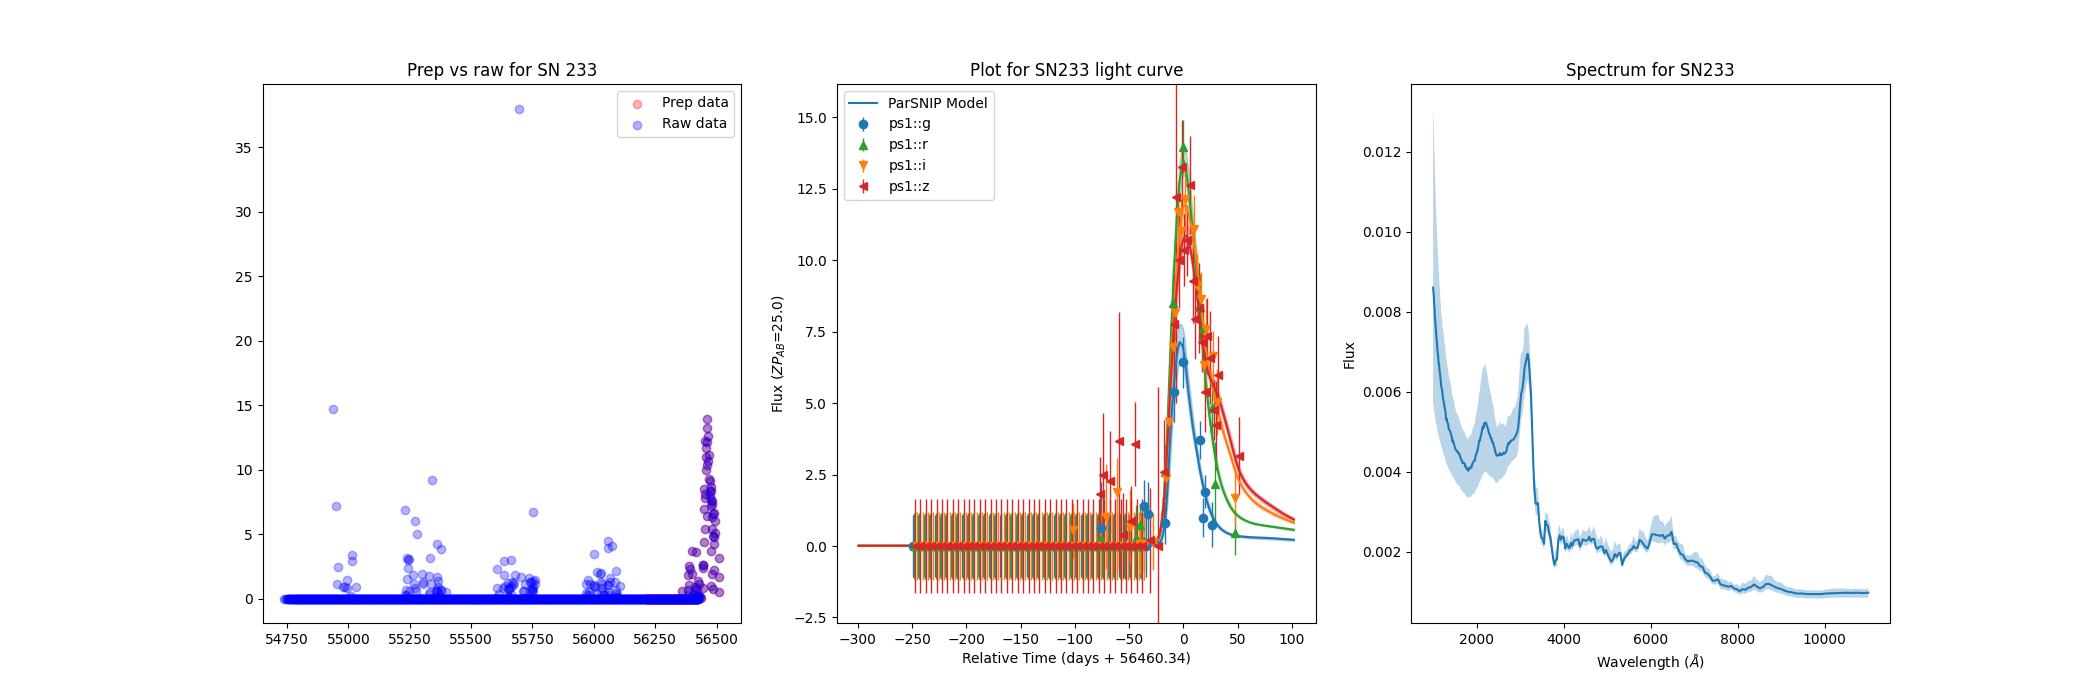 Prep vs raw for SN 233
Prep data
Raw data
35
30
25
20
15
10
5
0
54750 55000 55250 55500 55750 56000 56250 56500
Plot for SN233 light curve
ParSNIP Model
ps1::g
ps1::r
ps1::i
ps1::z
Flux (ZP_AB=25.0)
15.0
12.5
10.0
7.5
5.0
2.5
0.0
−2.5
−300 −250 −200 −150 −100 −50 0 50 100
Relative Time (days + 56460.34)
Spectrum for SN233
Flux
0.012
0.010
0.008
0.006
0.004
0.002
2000 4000 6000 8000 10000
Wavelength (Å)